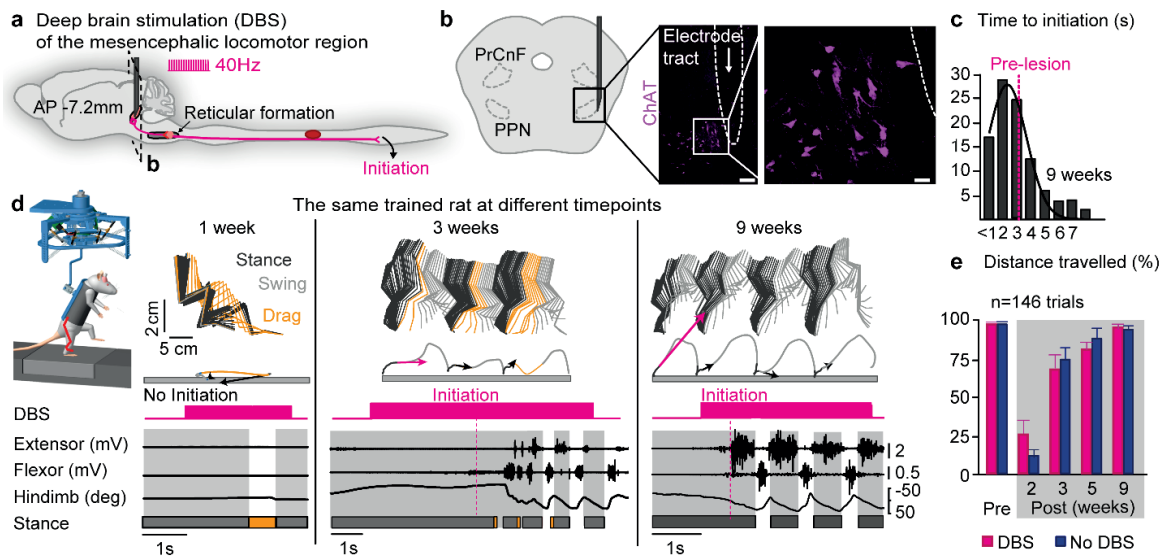 a Deep brain stimulation (DBS)
of the mesencephalic locomotor region
40Hz
AP -7.2mm
Reticular formation
b
Initiation
b
PrCnF
PPN
Electrode
tract
ChAT
c Time to initiation (s)
Pre-lesion
30
25
20
15
10
5
9 weeks
<1 2 3 4 5 6 7
d The same trained rat at different timepoints
1 week
3 weeks
9 weeks
Stance
Swing
Drag
2 cm
5 cm
No Initiation
Initiation
Initiation
DBS
Extensor (mV)
Flexor (mV)
Hindimb (deg)
Stance
2
0.5
-50
50
1s
1s
1s
e Distance travelled (%)
n=146 trials
100
75
50
25
0
2 3 5 9
Pre Post (weeks)
DBS No DBS